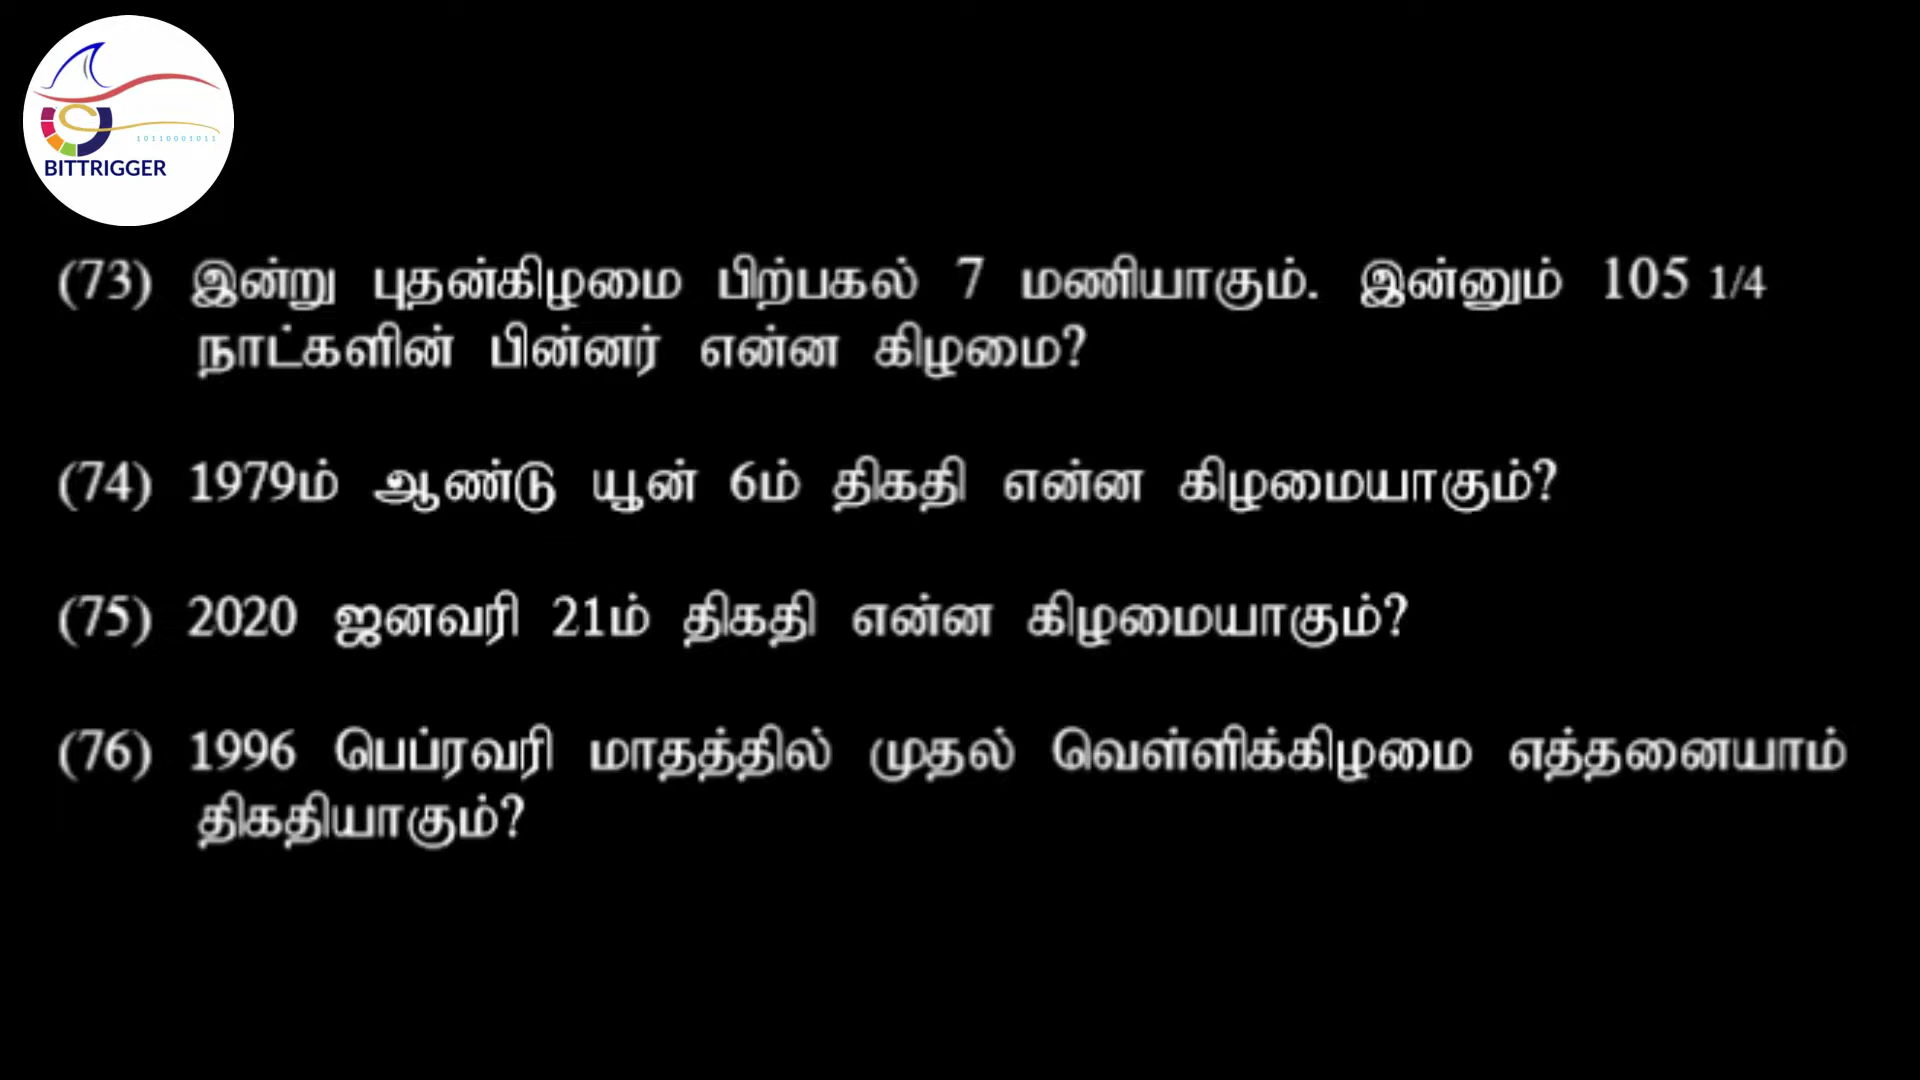 10110001011
BITTRIGGER
(73) இன்று புதன்கிழமை பிற்பகல் 7 மணியாகும். இன்னும் 105 1/4
நாட்களின் பின்னர் என்ன கிழமை?
(74) 1979ம் ஆண்டு யூன் 6ம் திகதி என்ன கிழமையாகும்?
(75) 2020 ஜனவரி 21ம் திகதி என்ன கிழமையாகும்?
(76) 1996 பெப்ரவரி மாதத்தில் முதல் வெள்ளிக்கிழமை எத்தனையாம்
திகதியாகும்?